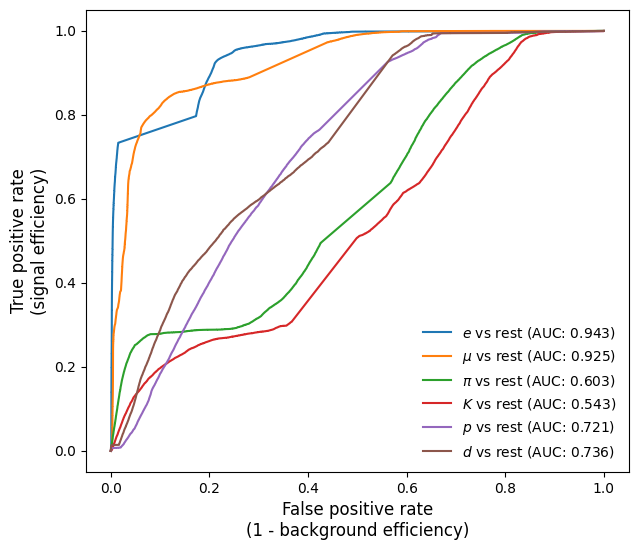 1.0
0.8
0.6
0.4
0.2
0.0
True positive rate
(signal efficiency)
e vs rest (AUC: 0.943)
μ vs rest (AUC: 0.925)
π vs rest (AUC: 0.603)
K vs rest (AUC: 0.543)
p vs rest (AUC: 0.721)
d vs rest (AUC: 0.736)
0.0 0.2 0.4 0.6 0.8 1.0
False positive rate
(1 - background efficiency)